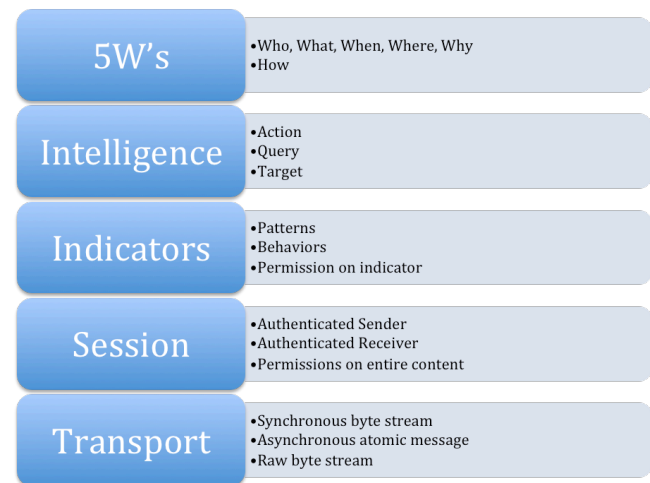 5W’s
•Who, What, When, Where, Why
•How
Intelligence
•Action
•Query
•Target
Indicators
•Patterns
•Behaviors
•Permission on indicator
Session
•Authenticated Sender
•Authenticated Receiver
•Permissions on entire content
Transport
•Synchronous byte stream
•Asynchronous atomic message
•Raw byte stream